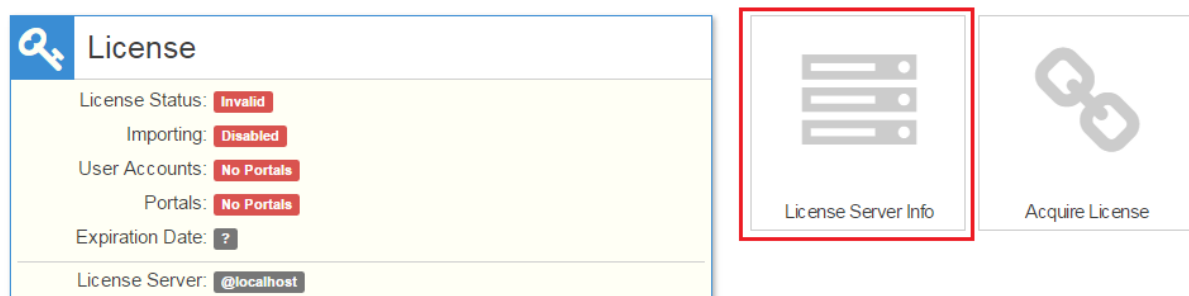 License
License Status: Invalid
Importing: Disabled
User Accounts: No Portals
Portals: No Portals
Expiration Date: ?
License Server: @localhost
License Server Info
Acquire License